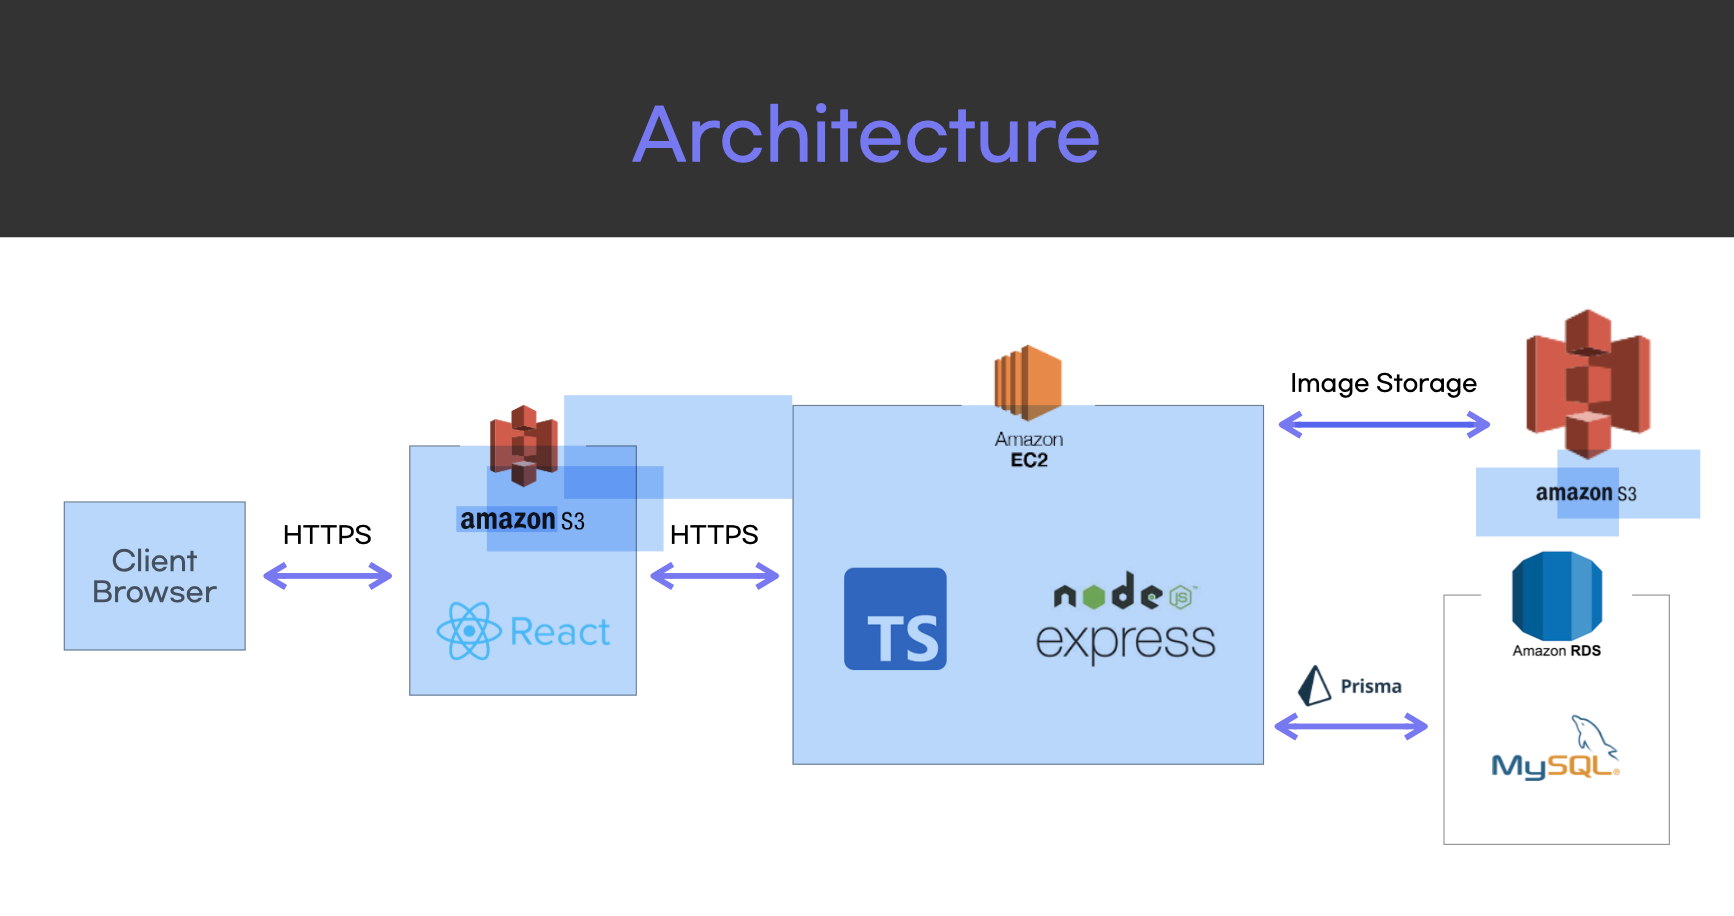 Architecture
Client
Browser
HTTPS
amazon S3
React
HTTPS
Amazon
EC2
TS
node
JS™
express
Image Storage
amazon S3
Prisma
Amazon RDS
MySQL®